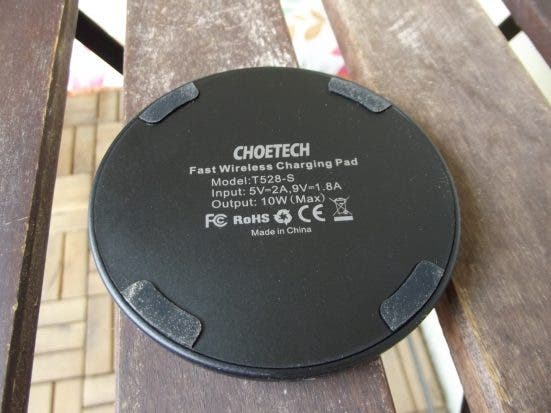 CHOETECH
Fast Wireless Charging Pad
Model:T528-S
Input: 5V=2A,9V=1.8A
Output: 10W(Max)
FC RoHS CE
Made in China